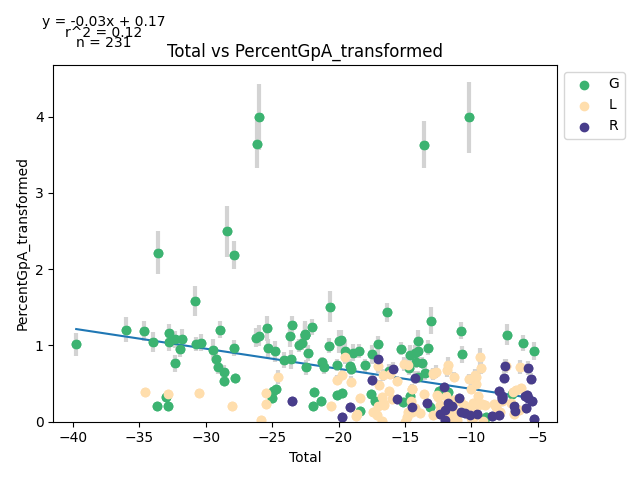 y = -0.03x + 0.17
r^2 = 0.12
n = 231
Total vs PercentGpA_transformed
G
L
R
PercentGpA_transformed
4
3
2
1
0
−40 −35 −30 −25 −20 −15 −10 −5
Total